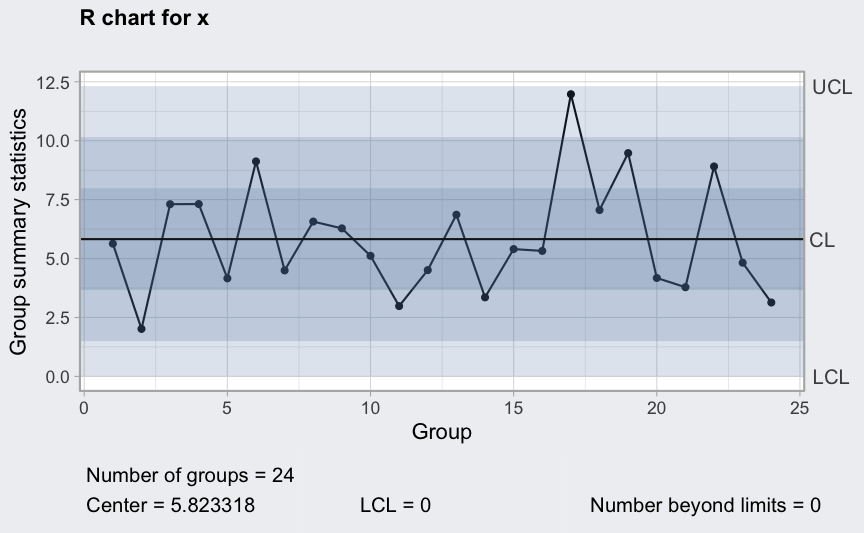 R chart for x
12.5
UCL
10.0
7.5
CL
5.0
2.5
0.0
LCL
Group summary statistics
0 5 10 15 20 25
Group
Number of groups = 24
Center = 5.823318 LCL = 0 Number beyond limits = 0